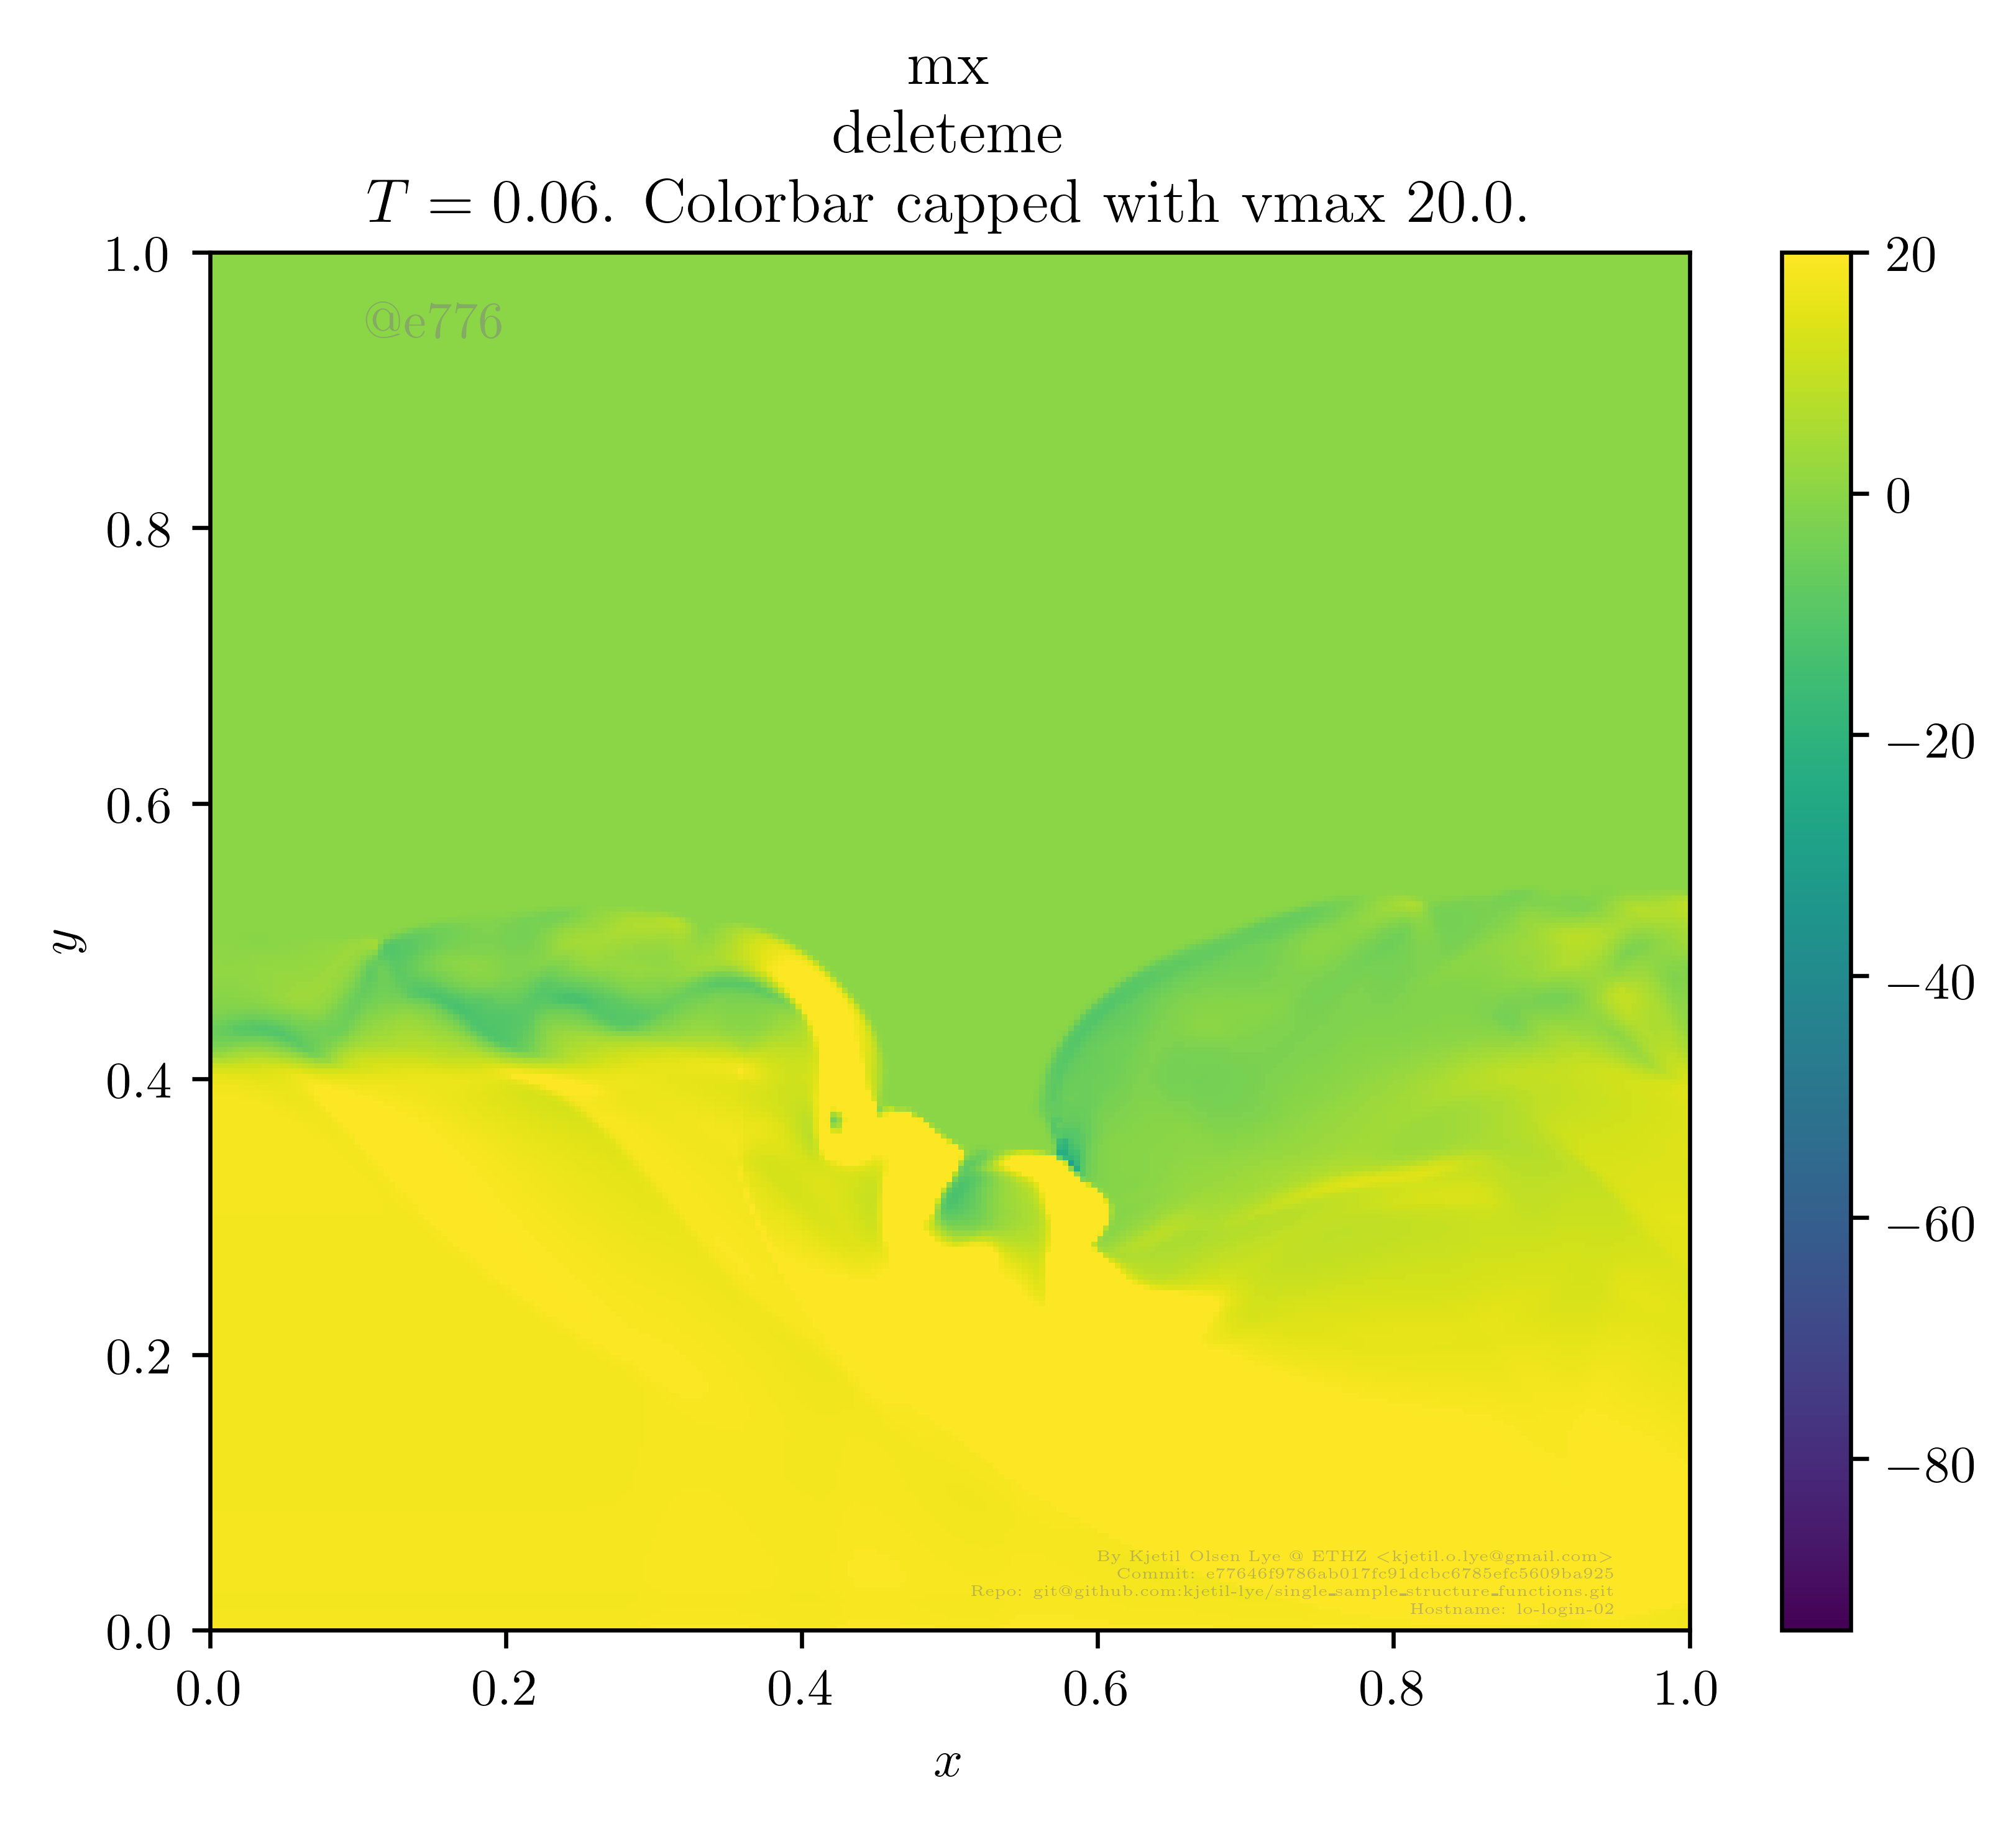 mx
deleteme
T = 0.06. Colorbar capped with vmax 20.0.
1.0
0.8
0.6
0.4
0.2
0.0
y
@e776
By Kjetil Olsen Lye @ ETHZ <kjetil.o.lye@gmail.com>
Commit: e77646f9786ab017fc91dcbc6785efc5609ba925
Repo: git@github.com:kjetil-lye/single_sample_structure_functions.git
Hostname: lo-login-02
0.0 0.2 0.4 0.6 0.8 1.0
x
20
0
−20
−40
−60
−80